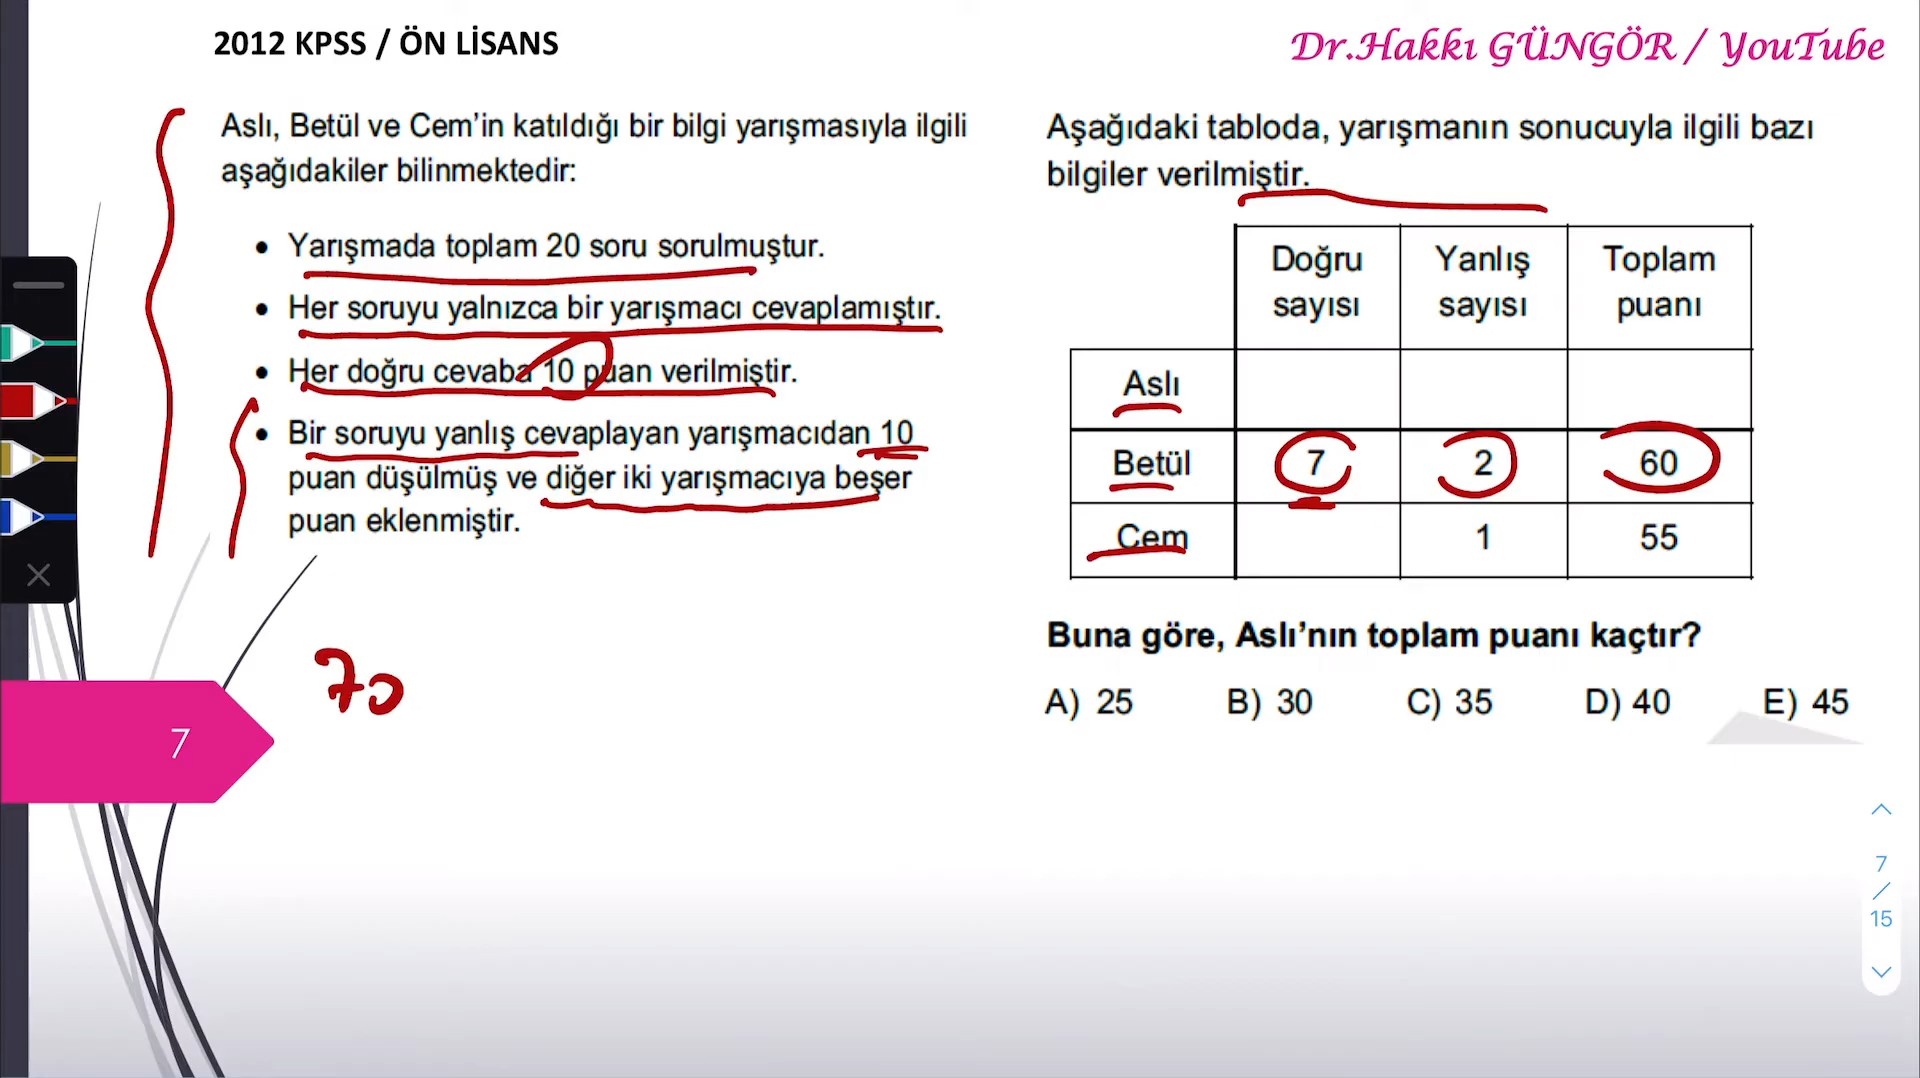 2012 KPSS / ÖN LİSANS
Dr.Hakkı GÜNGÖR / YouTube
Aslı, Betül ve Cem'in katıldığı bir bilgi yarışmasıyla ilgili
aşağıdakiler bilinmektedir:
• Yarışmada toplam 20 soru sorulmuştur.
• Her soruyu yalnızca bir yarışmacı cevaplamıştır.
• Her doğru cevaba 10 puan verilmiştir.
• Bir soruyu yanlış cevaplayan yarışmacıdan 10
puan düşülmüş ve diğer iki yarışmacıya beşer
puan eklenmiştir.
70
7
Aşağıdaki tabloda, yarışmanın sonucuyla ilgili bazı
bilgiler verilmiştir.
Doğru Yanlış Toplam
sayısı sayısı puanı
Aslı
Betül 7 2 60
Cem 1 55
Buna göre, Aslı'nın toplam puanı kaçtır?
A) 25 B) 30 C) 35 D) 40 E) 45
7
/
15